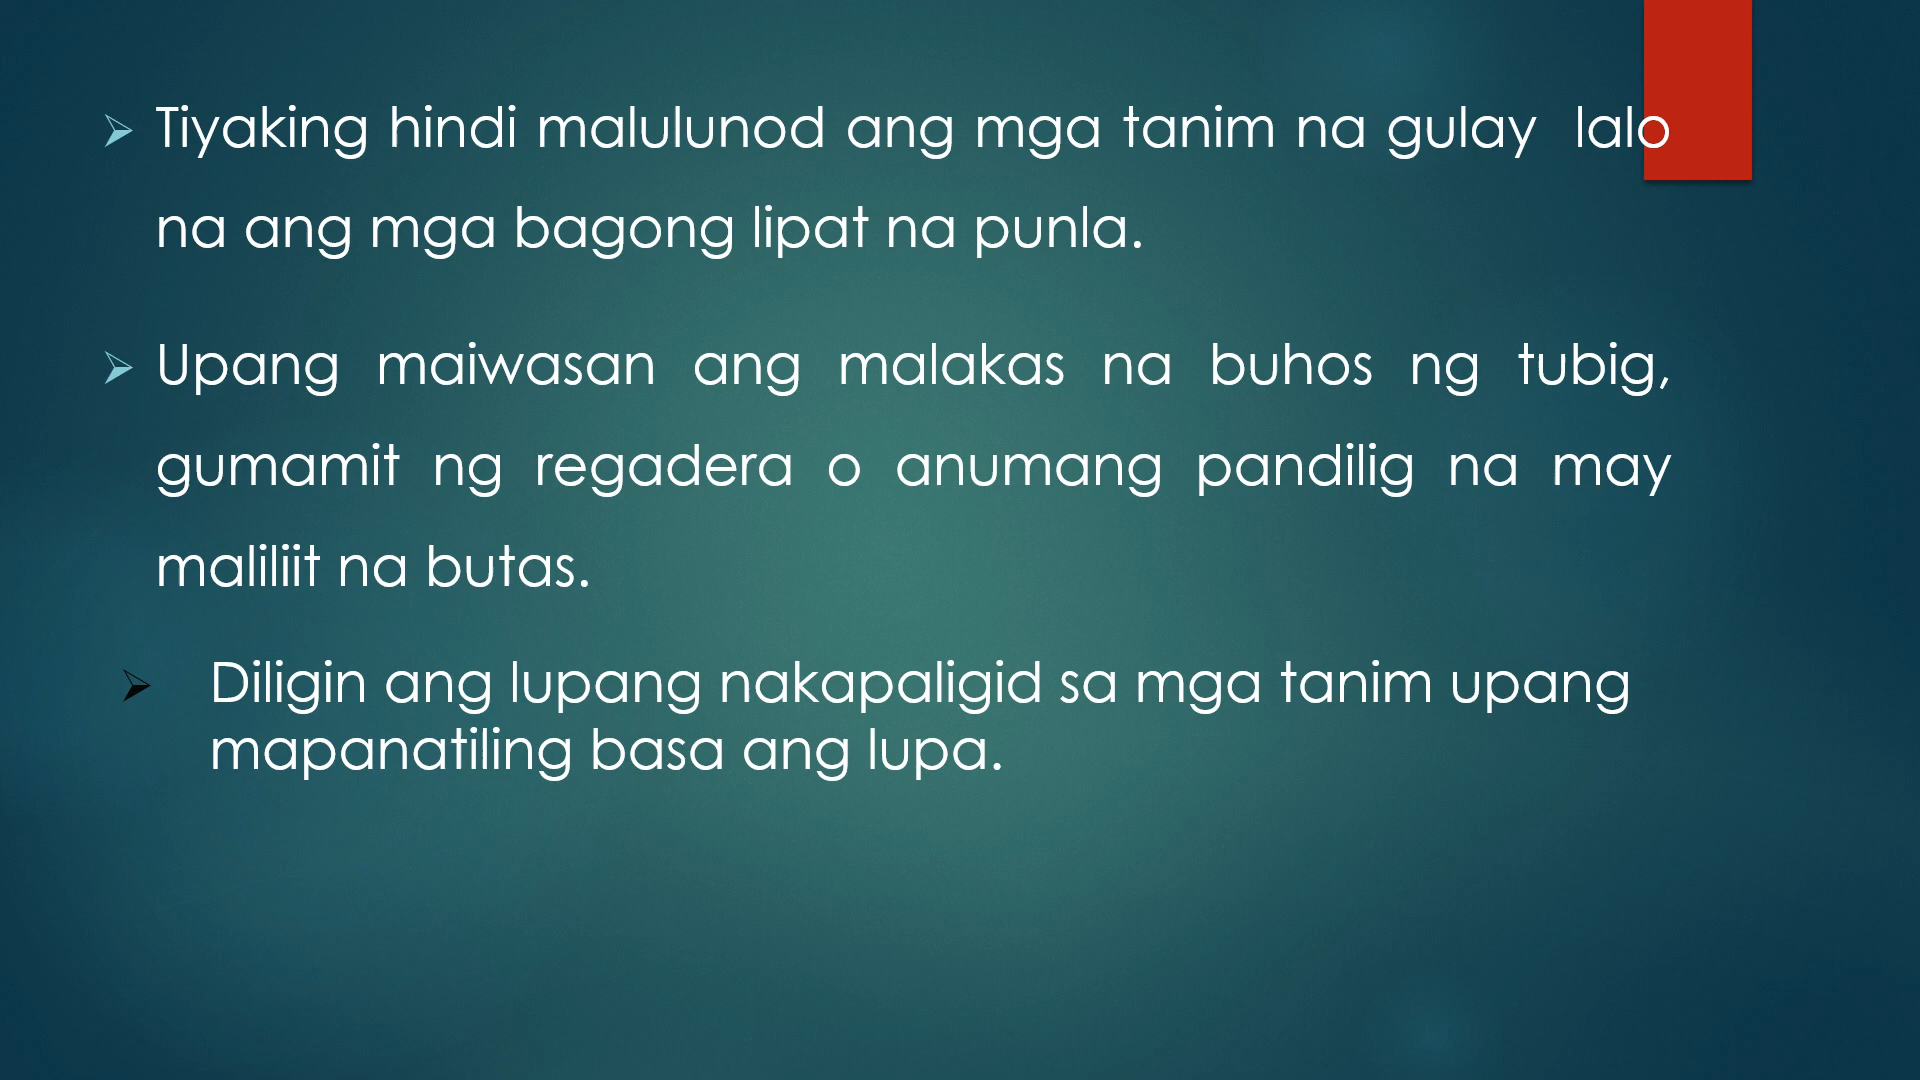 Tiyaking hindi malulunod ang mga tanim na gulay  lalo
na ang mga bagong lipat na punla.
Upang maiwasan ang malakas na buhos ng tubig,
gumamit ng regadera o anumang pandilig na may
maliliit na butas.
Diligin ang lupang nakapaligid sa mga tanim upang
mapanatiling basa ang lupa.